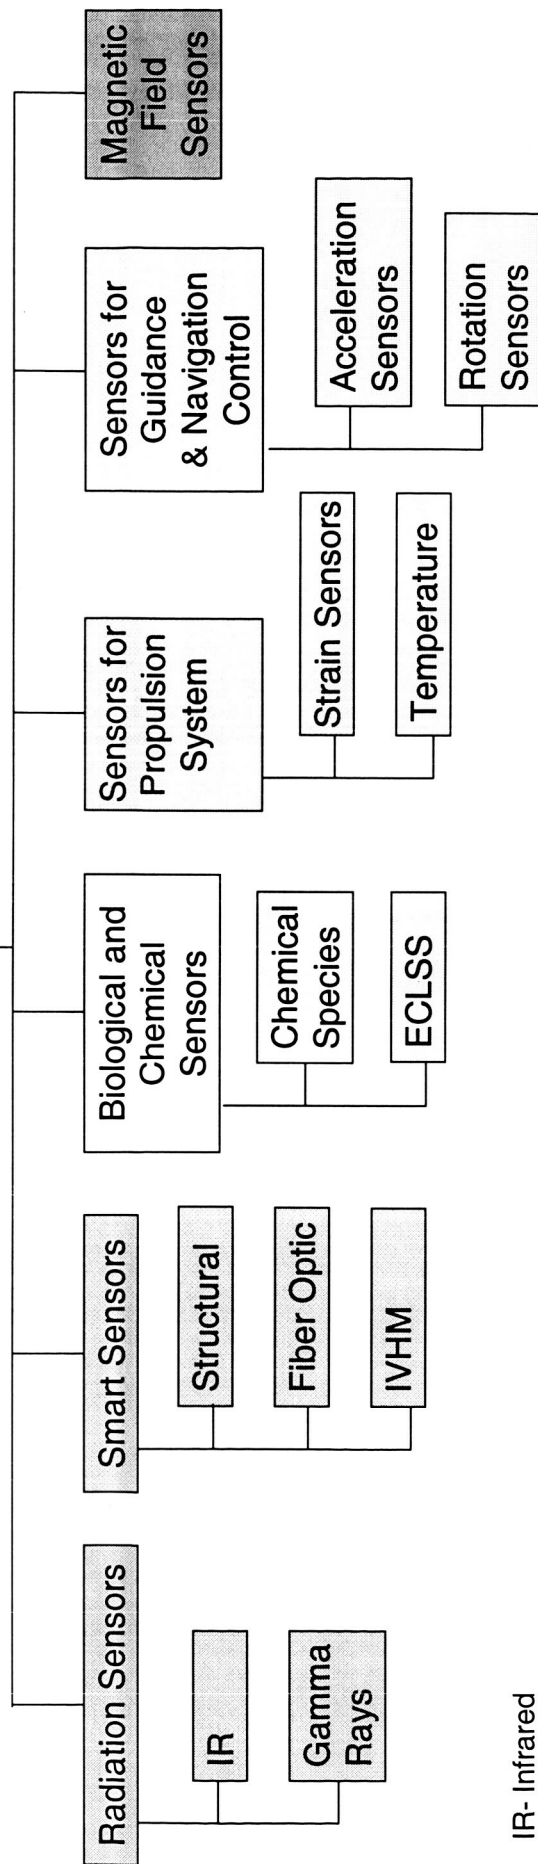 Radiation Sensors
IR
Gamma
Rays
Smart Sensors
Structural
Fiber Optic
IVHM
Biological and
Chemical
Sensors
Chemical
Species
ECLSS
Sensors for
Propulsion
System
Strain Sensors
Temperature
Sensors for
Guidance
& Navigation
Control
Acceleration
Sensors
Rotation
Sensors
Magnetic
Field
Sensors
IR- Infrared